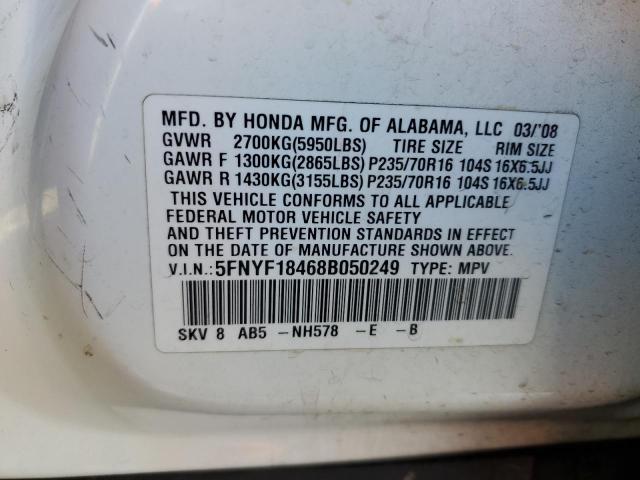 MFD. BY HONDA MFG. OF ALABAMA, LLC 03/'08
GVWR 2700KG(5950LBS) TIRE SIZE RIM SIZE
GAWR F 1300KG(2865LBS) P235/70R16 104S 16X6.5JJ
GAWR R 1430KG(3155LBS) P235/70R16 104S 16X6.5JJ
THIS VEHICLE CONFORMS TO ALL APPLICABLE
FEDERAL MOTOR VEHICLE SAFETY
AND THEFT PREVENTION STANDARDS IN EFFECT
ON THE DATE OF MANUFACTURE SHOWN ABOVE.
V.I.N.:5FNYF18468B050249 TYPE: MPV
SKV 8 AB5 -NH578 -E -B